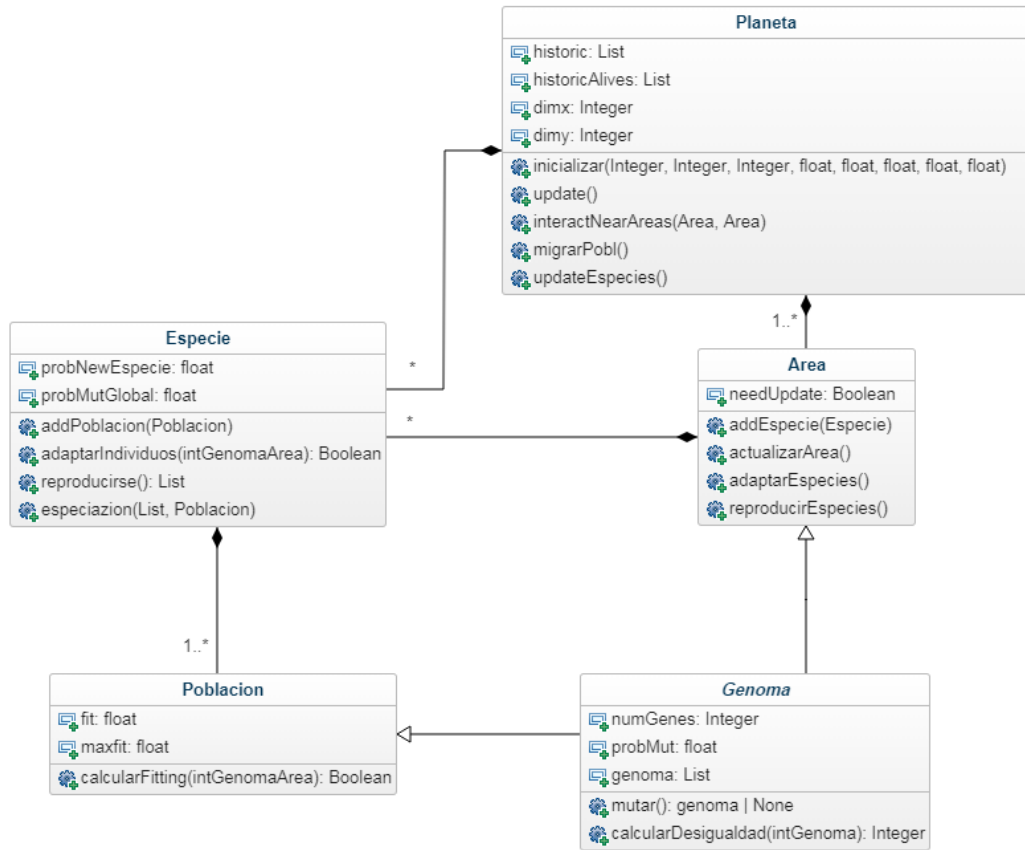 Planeta
historic: List
historicAlives: List
dimx: Integer
dimy: Integer
inicializar(Integer, Integer, Integer, float, float, float, float, float)
update()
interactNearAreas(Area, Area)
migrarPobl()
updateEspecies()
1..*
Especie
probNewEspecie: float
probMutGlobal: float
addPoblacion(Poblacion)
adaptarIndividuos(intGenomaArea): Boolean
reproducirse(): List
especiazion(List, Poblacion)
*
*
Area
needUpdate: Boolean
addEspecie(Especie)
actualizarArea()
adaptarEspecies()
reproducirEspecies()
1..*
Poblacion
fit: float
maxfit: float
calcularFitting(intGenomaArea): Boolean
Genoma
numGenes: Integer
probMut: float
genoma: List
mutar(): genoma | None
calcularDesigualdad(intGenoma): Integer